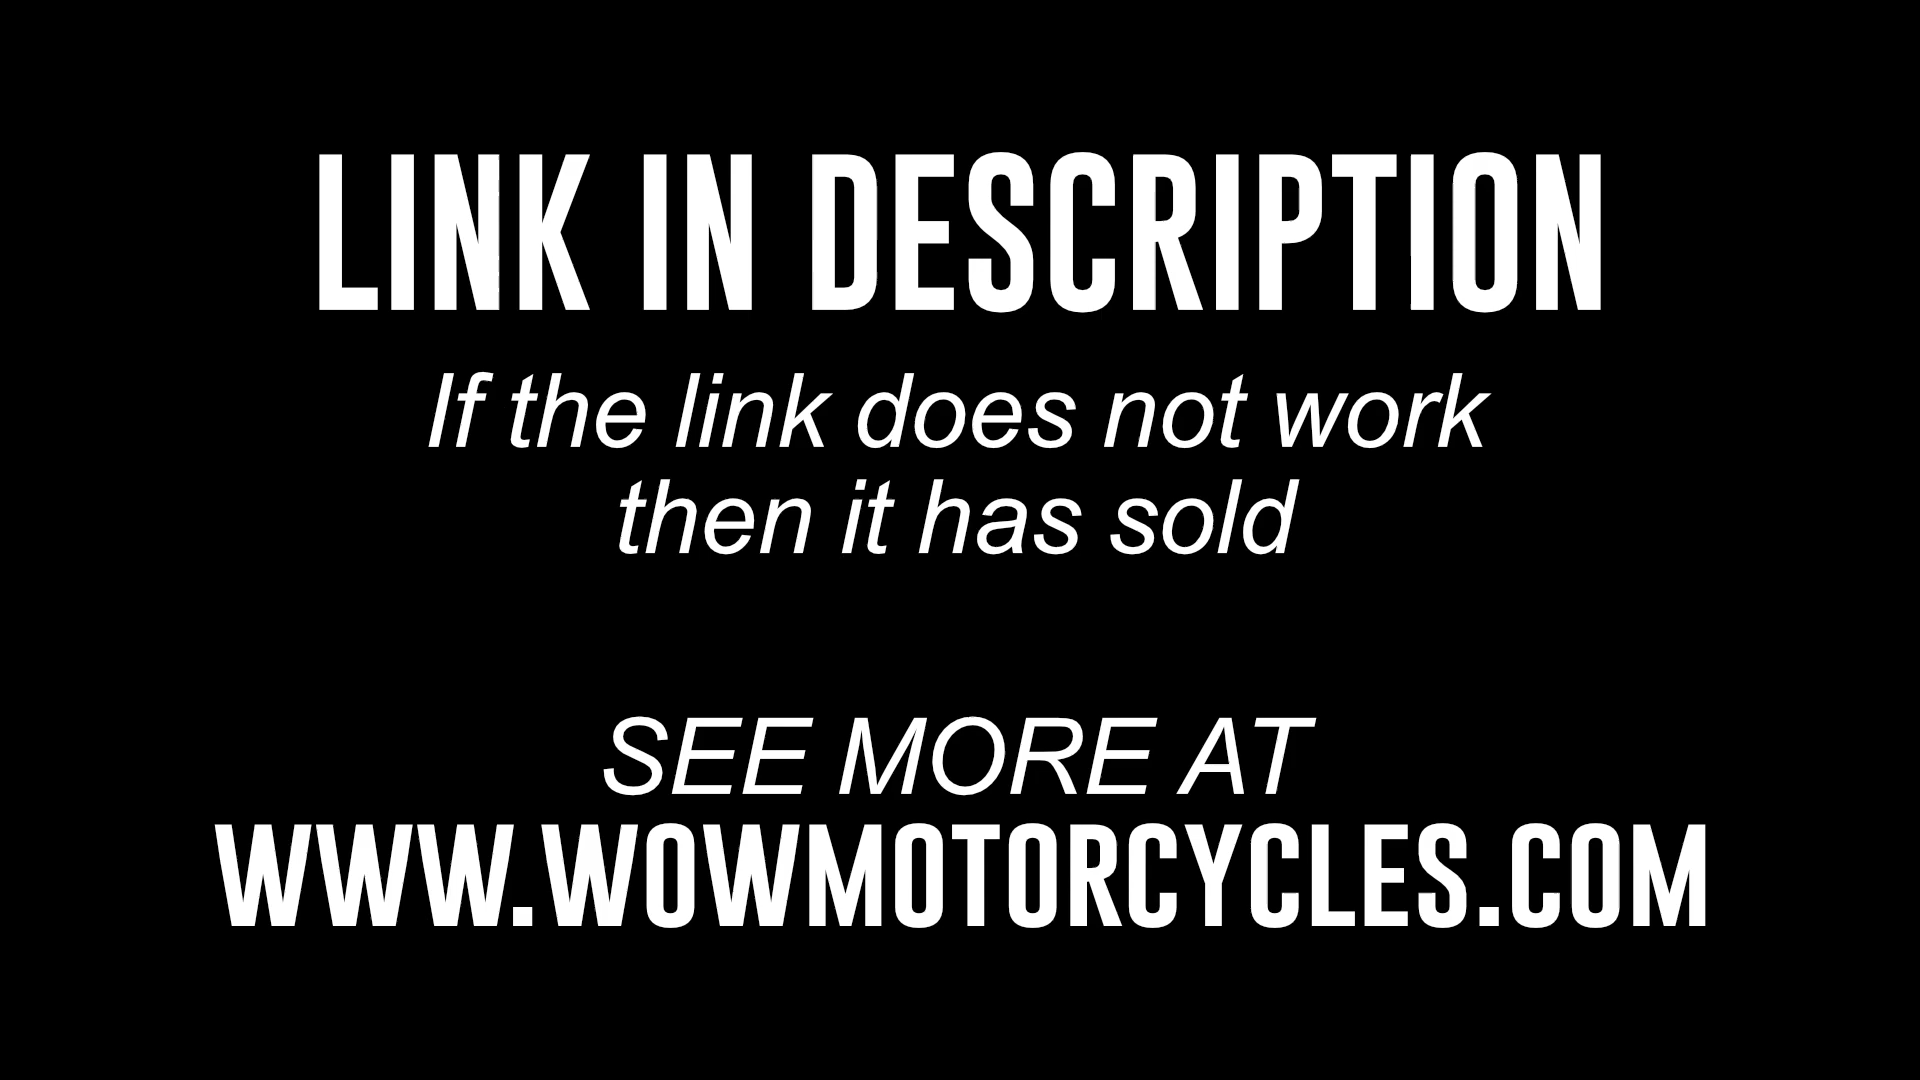 LINK IN DESCRIPTION
If the link does not work
then it has sold
SEE MORE AT
WWW.WOWMOTORCYCLES.COM